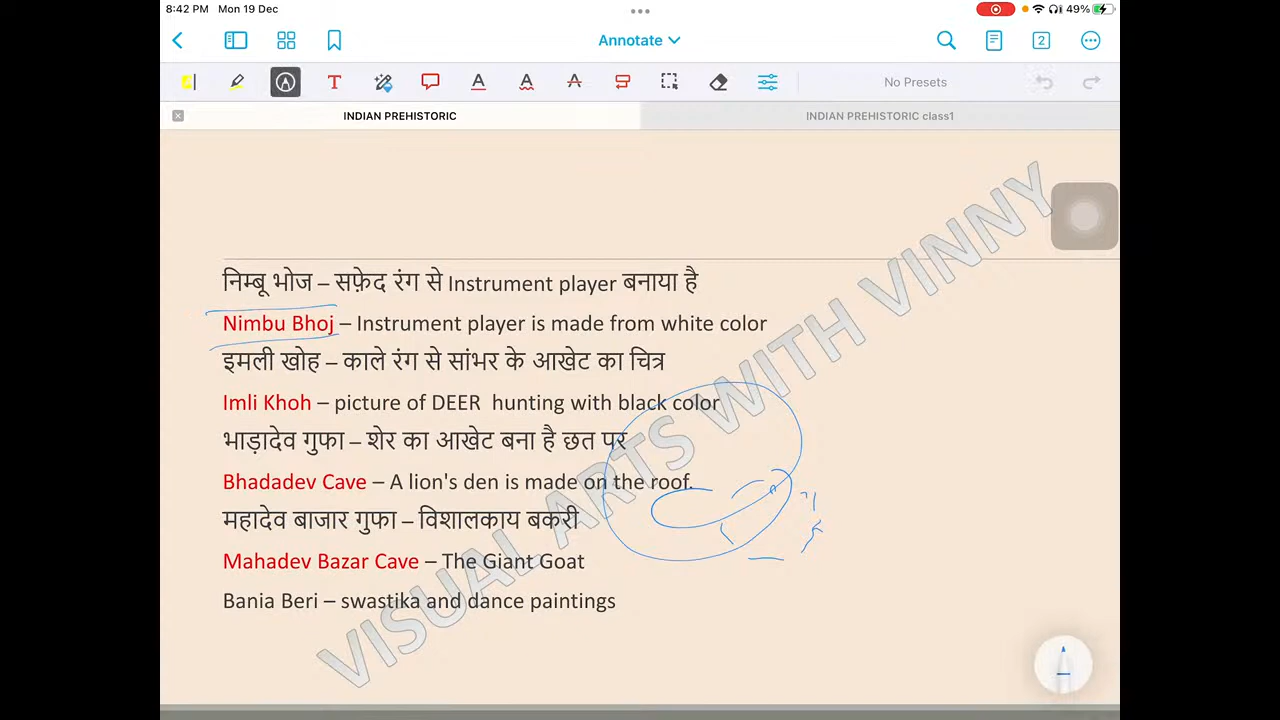 8:42 PM Mon 19 Dec 49%
Annotate
2
T A A A No Presets
INDIAN PREHISTORIC INDIAN PREHISTORIC class1
निम्बू भोज – सफ़ेद रंग से Instrument player बनाया है
Nimbu Bhoj – Instrument player is made from white color
इमली खोह – काले रंग से सांभर के आखेट का चित्र
Imli Khoh – picture of DEER hunting with black color
भाड़ादेव गुफा – शेर का आखेट बना है छत पर
Bhadadev Cave – A lion's den is made on the roof.
महादेव बाजार गुफा – विशालकाय बकरी
Mahadev Bazar Cave – The Giant Goat
Bania Beri – swastika and dance paintings
VISUAL ARTS WITH VINNY